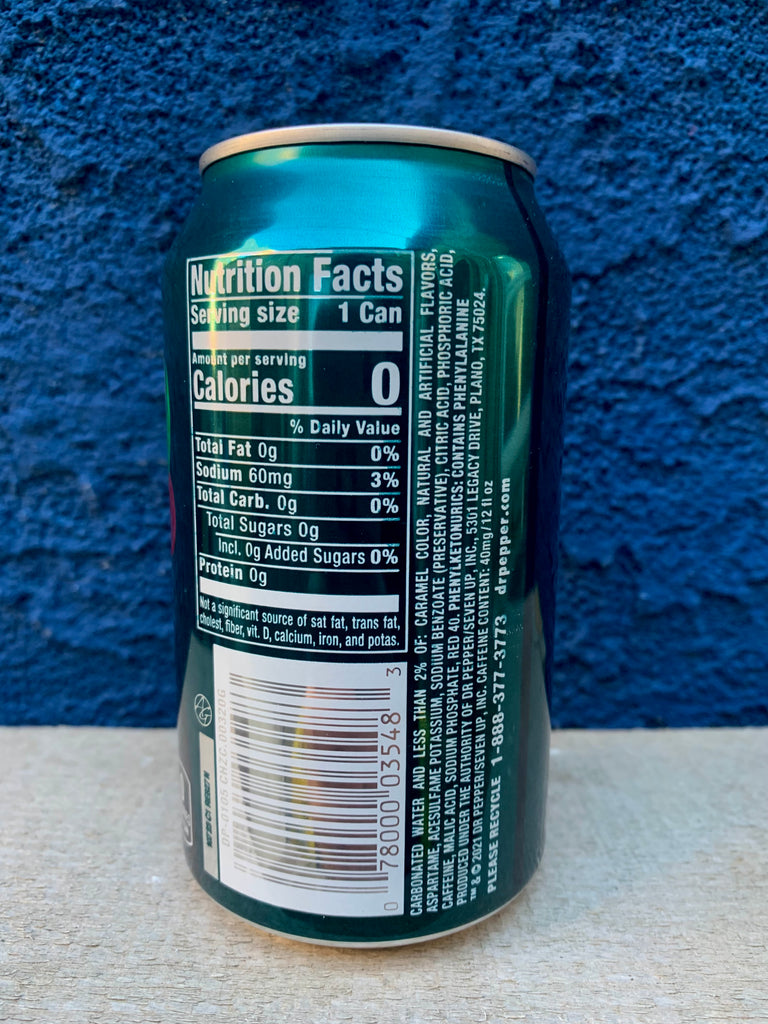 Nutrition Facts
Serving size 1 Can
Amount per serving
Calories 0
% Daily Value
Total Fat 0g 0%
Sodium 60mg 3%
Total Carb. 0g 0%
Total Sugars 0g
Incl. 0g Added Sugars 0%
Protein 0g
Not a significant source of sat fat, trans fat,
cholest, fiber, vit. D, calcium, iron, and potas.
DP-0105 CHZC.00320G
0 78000 03548 3
CARBONATED WATER AND LESS THAN 2% OF: CARAMEL COLOR, NATURAL AND ARTIFICIAL FLAVORS,
ASPARTAME, ACESULFAME POTASSIUM, SODIUM BENZOATE (PRESERVATIVE), CITRIC ACID, PHOSPHORIC ACID,
CAFFEINE, MALIC ACID, SODIUM PHOSPHATE, RED 40. PHENYLKETONURICS: CONTAINS PHENYLALANINE
PRODUCED UNDER THE AUTHORITY OF DR PEPPER/SEVEN UP, INC., 5301 LEGACY DRIVE, PLANO, TX 75024.
™ & © 2021 DR PEPPER/SEVEN UP, INC. CAFFEINE CONTENT: 40mg/12 fl oz
PLEASE RECYCLE 1-888-377-3773 drpepper.com